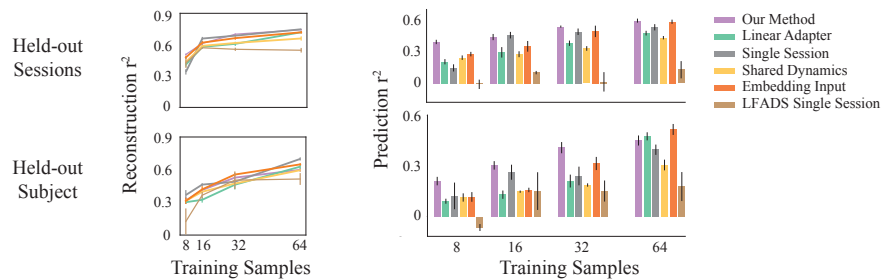 Held-out
Sessions
Reconstruction r²
0.9
0.6
0.3
0
Prediction r²
0.6
0.3
0
Our Method
Linear Adapter
Single Session
Shared Dynamics
Embedding Input
LFADS Single Session
Held-out
Subject
0.9
0.6
0.3
0
0.6
0.3
0
8 16 32 64
Training Samples
8 16 32 64
Training Samples